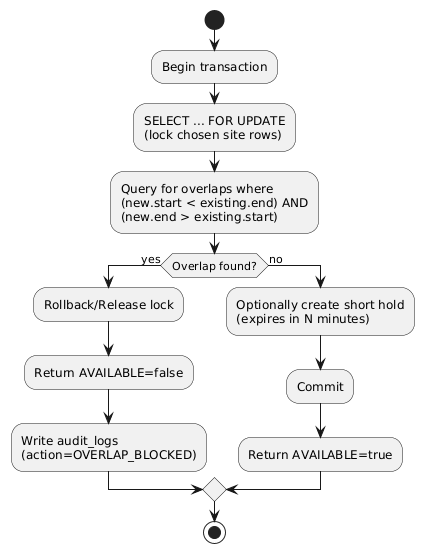 Begin transaction
SELECT ... FOR UPDATE
(lock chosen site rows)
Query for overlaps where
(new.start < existing.end) AND
(new.end > existing.start)
Overlap found?
yes
no
Rollback/Release lock
Return AVAILABLE=false
Write audit_logs
(action=OVERLAP_BLOCKED)
Optionally create short hold
(expires in N minutes)
Commit
Return AVAILABLE=true